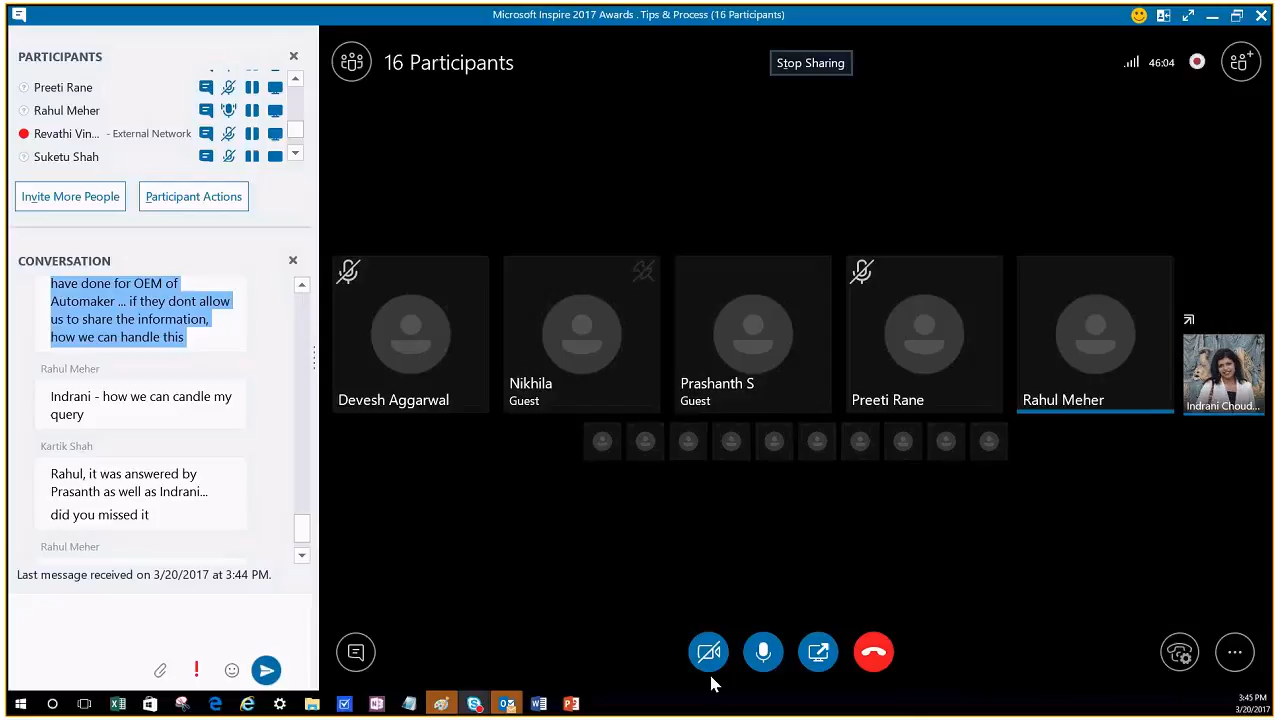 Microsoft Inspire 2017 Awards . Tips & Process (16 Participants)
PARTICIPANTS
Preeti Rane
Rahul Meher
Revathi Vin... - External Network
Suketu Shah
Invite More People
Participant Actions
CONVERSATION
have done for OEM of
Automaker ... if they dont allow
us to share the information,
how we can handle this
Rahul Meher
Indrani - how we can candle my
query
Kartik Shah
Rahul, it was answered by
Prasanth as well as Indrani...
did you missed it
Rahul Meher
Last message received on 3/20/2017 at 3:44 PM.
16 Participants
Stop Sharing
46:04
Devesh Aggarwal
Nikhila
Guest
Prashanth S
Guest
Preeti Rane
Rahul Meher
Indrani Choud...
3:45 PM
3/20/2017